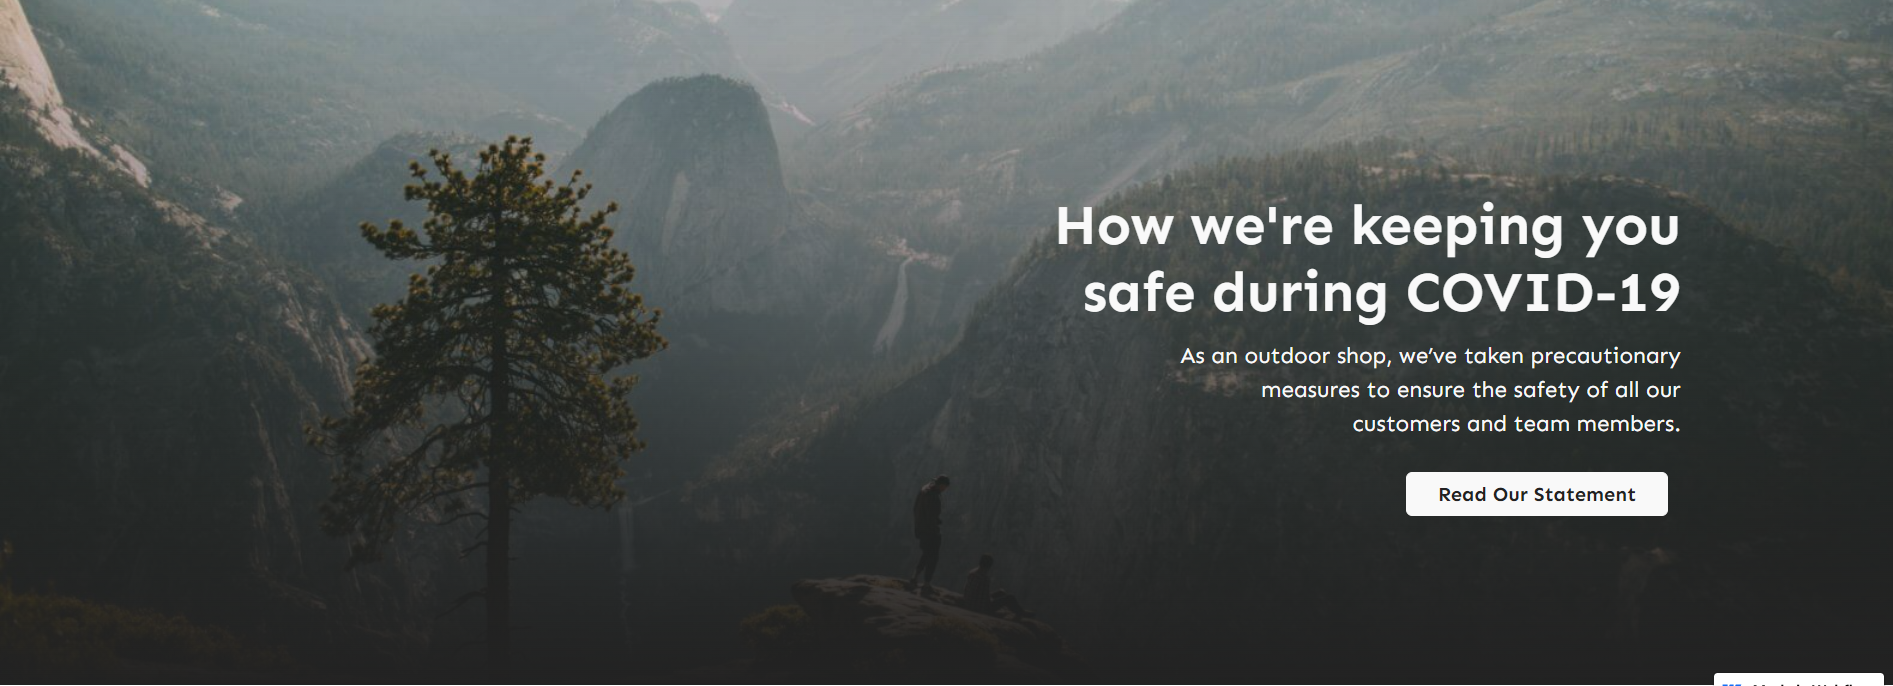 How we're keeping you
safe during COVID-19
As an outdoor shop, we’ve taken precautionary
measures to ensure the safety of all our
customers and team members.
Read Our Statement